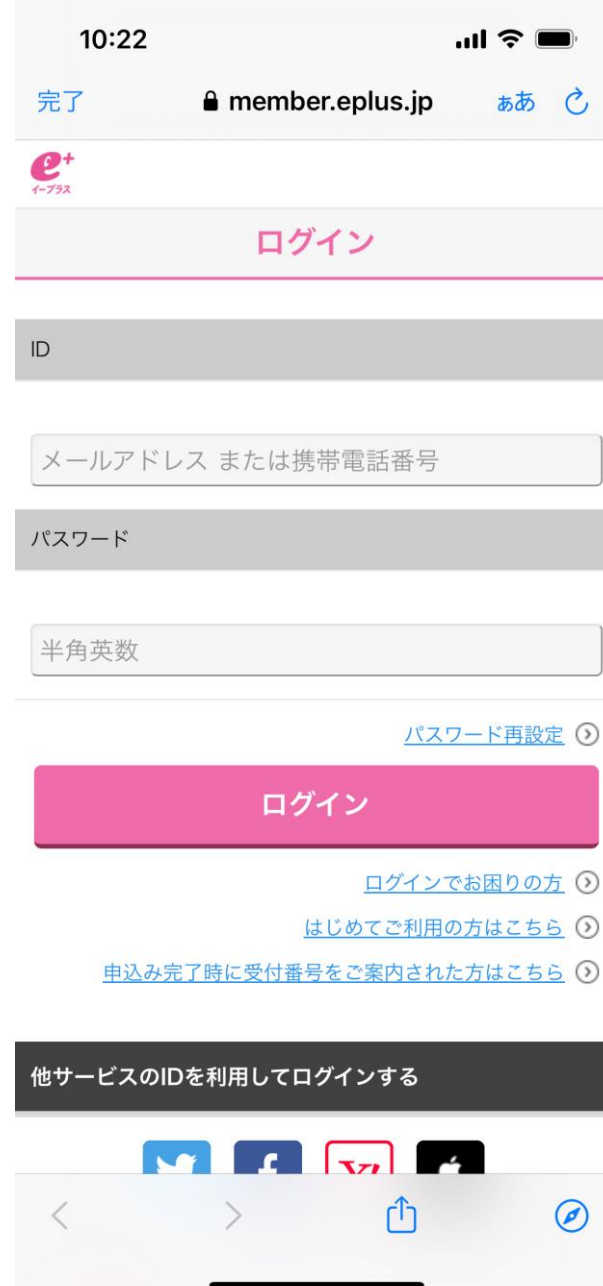 10:22
完了
member.eplus.jp
ぁあ
e+
イープラス
ログイン
ID
メールアドレス または携帯電話番号
パスワード
半角英数
パスワード再設定
ログイン
ログインでお困りの方
はじめてご利用の方はこちら
申込み完了時に受付番号をご案内された方はこちら
他サービスのIDを利用してログインする
f
Y!